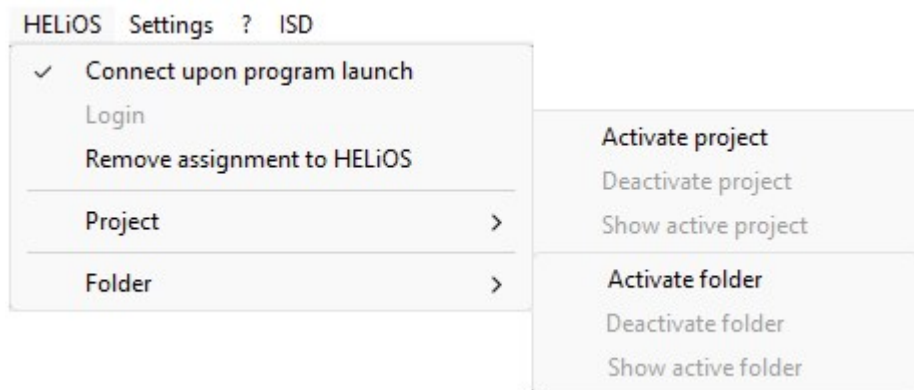 HELiOS Settings ? ISD
Connect upon program launch
Login
Remove assignment to HELiOS
Project
Activate project
Deactivate project
Show active project
Folder
Activate folder
Deactivate folder
Show active folder